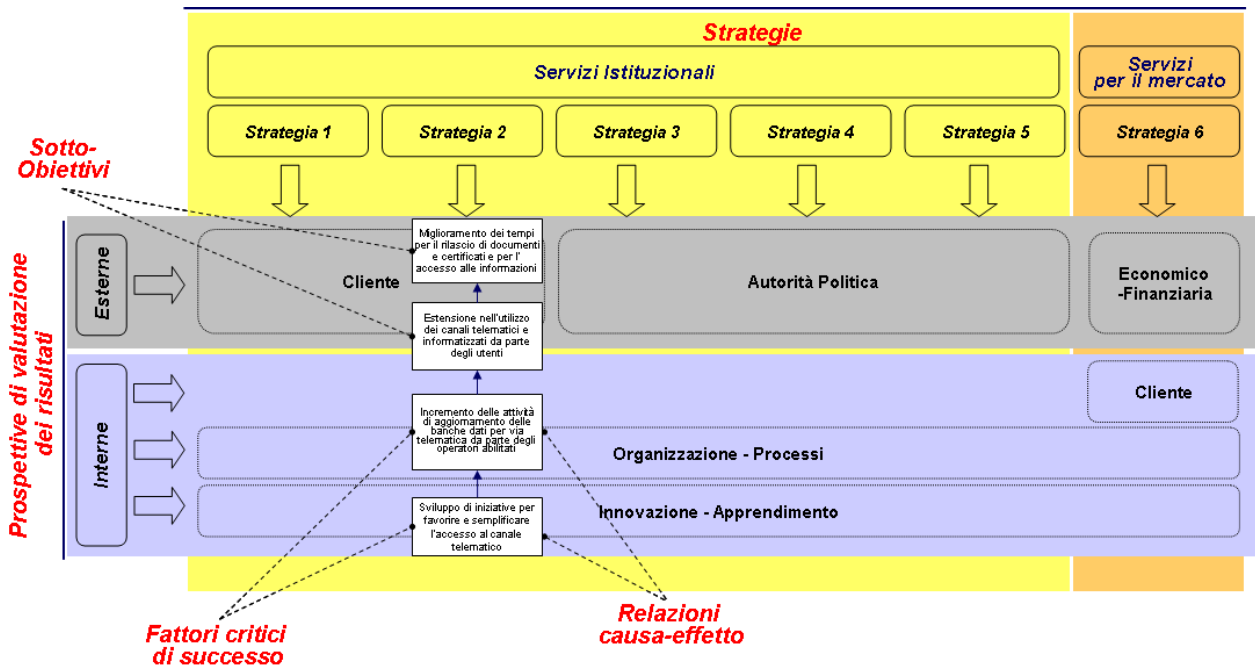 Strategie
Servizi Istituzionali
Servizi
per il mercato
Strategia 1
Strategia 2
Strategia 3
Strategia 4
Strategia 5
Strategia 6
Sotto-
Obiettivi
Prospettive di valutazione
dei risultati
Esterne
Miglioramento dei tempi
per il rilascio di documenti
e certificati e per l'
accesso alle informazioni
Cliente
Autorità Politica
Economico
-Finanziaria
Estensione nell'utilizzo
dei canali telematici e
informatizzati da parte
degli utenti
Interne
Cliente
Incremento delle attività
di aggiornamento delle
banche dati per via
telematica da parte degli
operatori abilitati
Organizzazione - Processi
Sviluppo di iniziative per
favorire e semplificare
l'accesso al canale
telematico
Innovazione - Apprendimento
Fattori critici
di successo
Relazioni
causa-effetto